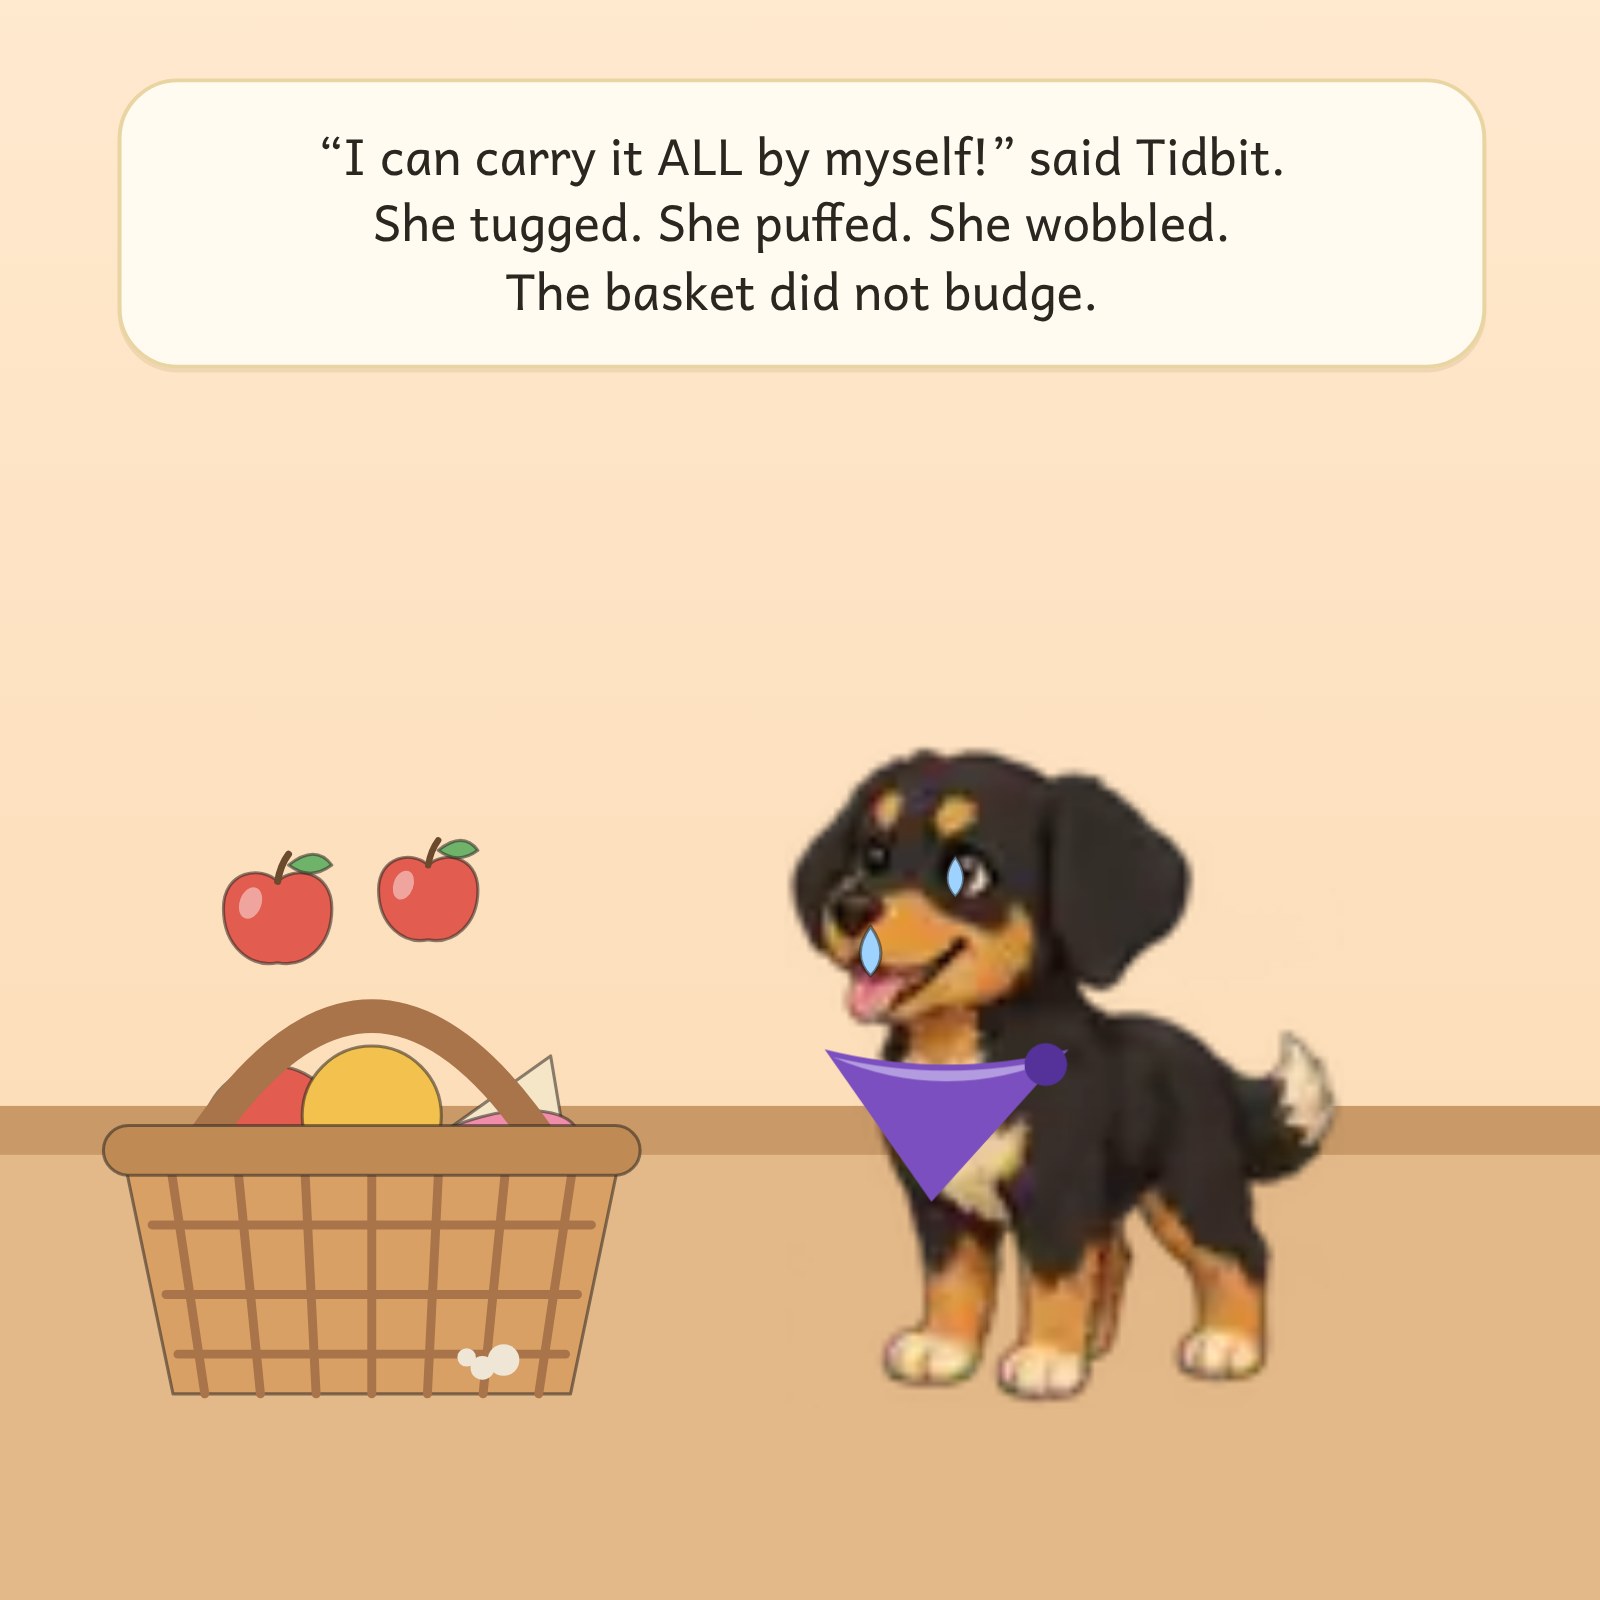 “I can carry it ALL by myself!” said Tidbit.
She tugged. She puffed. She wobbled.
The basket did not budge.